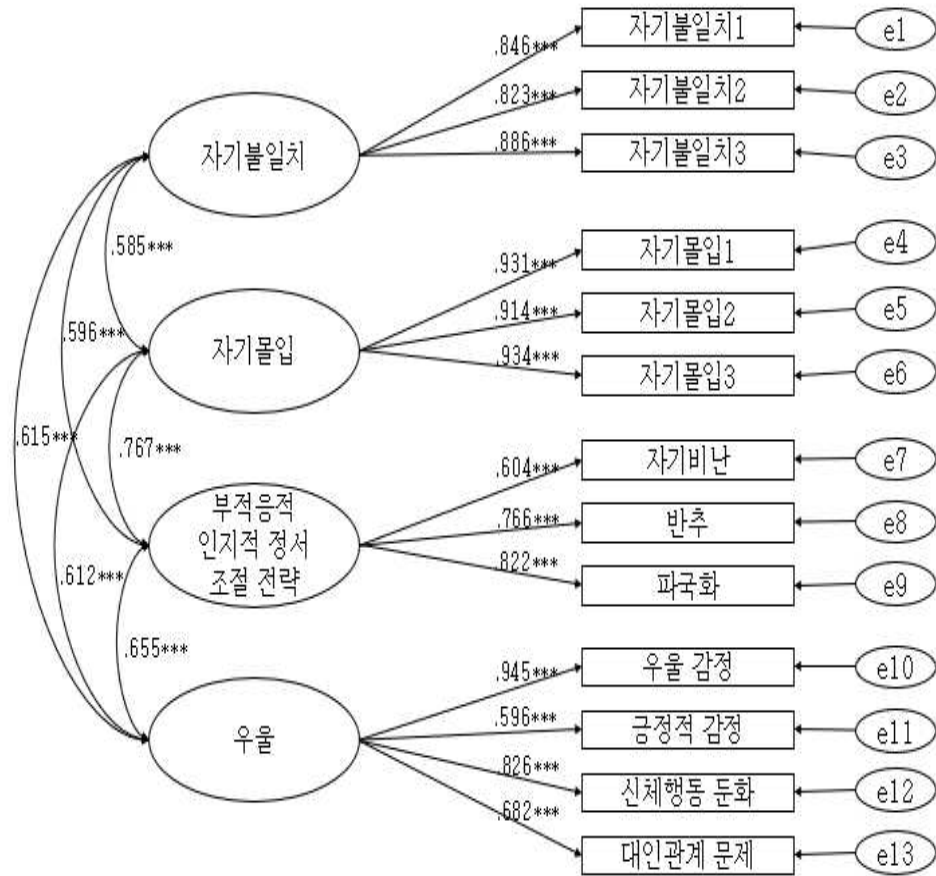 자기불일치1
e1
.846***
자기불일치2
e2
.823***
자기불일치
자기불일치3
e3
.886***
.585***
자기몰입1
e4
.931***
자기몰입2
e5
.914***
.596***
자기몰입
자기몰입3
e6
.934***
.615***
.767***
자기비난
e7
.604***
부적응적
인지적 정서
조절 전략
반추
e8
.766***
.612***
파국화
e9
.822***
.655***
우울 감정
e10
.945***
긍정적 감정
e11
.596***
우울
신체행동 둔화
e12
.826***
대인관계 문제
e13
.682***